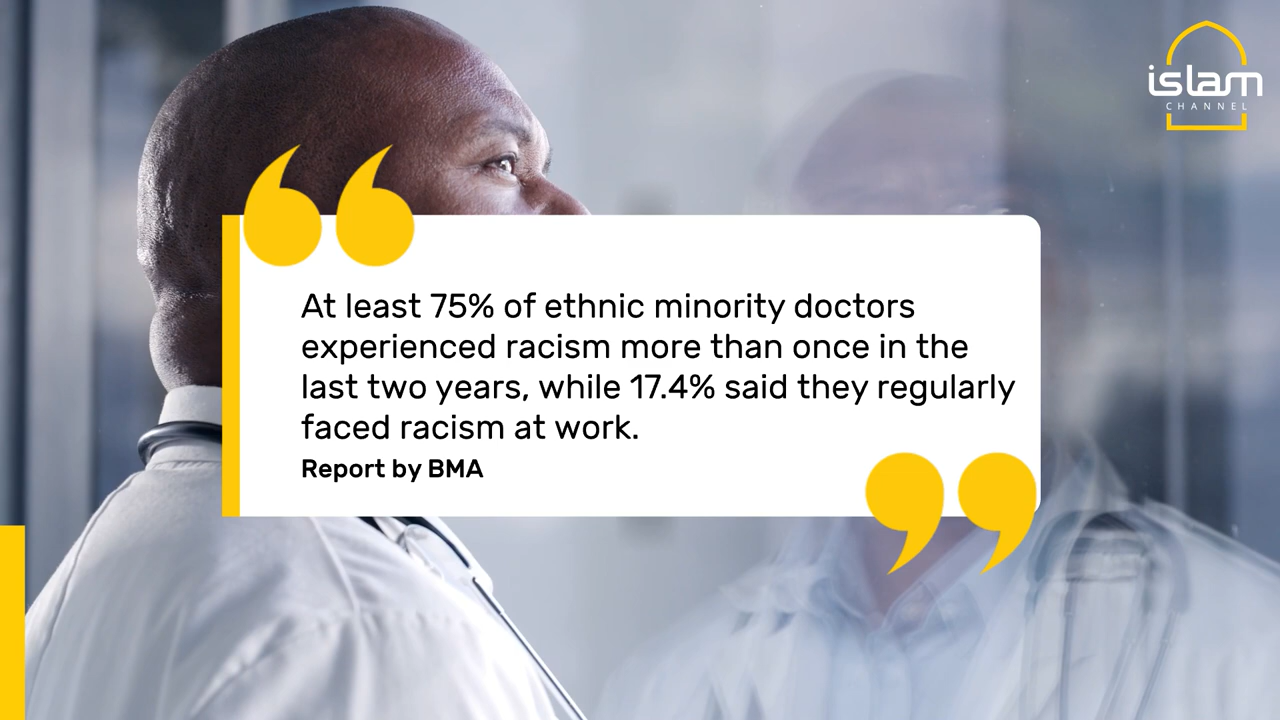 islam
CHANNEL
At least 75% of ethnic minority doctors
experienced racism more than once in the
last two years, while 17.4% said they regularly
faced racism at work.
Report by BMA